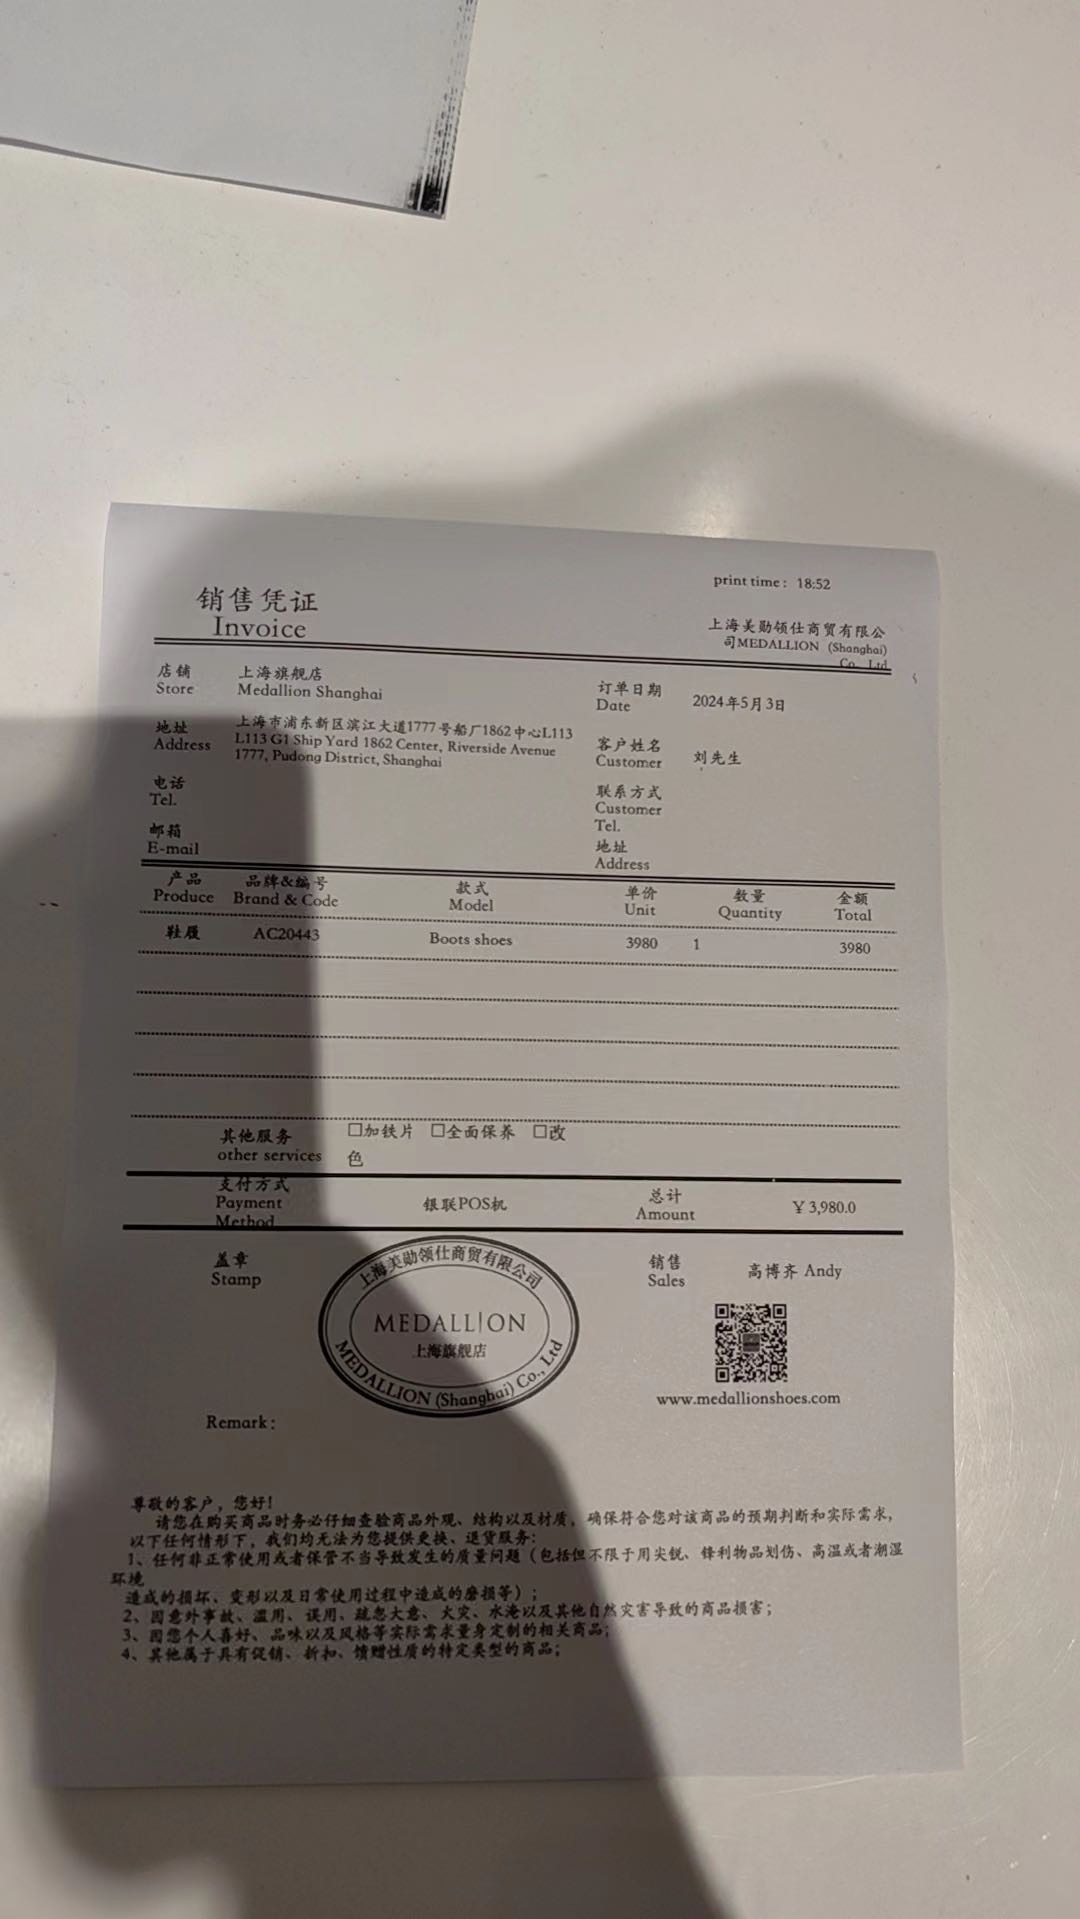 print time： 18:52
销售凭证
Invoice
上海美勋领仕商贸有限公
司MEDALLION (Shanghai)
Co., Ltd
店铺 上海旗舰店
Store Medallion Shanghai
订单日期
Date 2024年5月3日
地址 上海市浦东新区滨江大道1777号船厂1862中心L113
Address L113 G1 Ship Yard 1862 Center, Riverside Avenue
1777, Pudong District, Shanghai
客户姓名
Customer 刘先生
电话
Tel.
联系方式
Customer
Tel.
邮箱
E-mail
地址
Address
产品 品牌&编号 款式 单价 数量 金额
Produce Brand & Code Model Unit Quantity Total
鞋履 AC20443 Boots shoes 3980 1 3980
其他服务 □加铁片 □全面保养 □改
other services 色
支付方式
Payment
Method
银联POS机
总计
Amount
￥3,980.0
盖章
Stamp
上海美勋领仕商贸有限公司
MEDALLION
上海旗舰店
MEDALLION (Shanghai) Co., Ltd
销售
Sales
高博齐 Andy
www.medallionshoes.com
Remark：
尊敬的客户，您好！
请您在购买商品时务必仔细查验商品外观、结构以及材质，确保符合您对该商品的预期判断和实际需求，
以下任何情形下，我们均无法为您提供更换、退货服务：
1、任何非正常使用或者保管不当导致发生的质量问题（包括但不限于用尖锐、锋利物品划伤、高温或者潮湿
环境
造成的损坏、变形以及日常使用过程中造成的磨损等）；
2、因意外事故、滥用、误用、疏忽大意、火灾、水淹以及其他自然灾害导致的商品损害；
3、因您个人喜好、品味以及风格等实际需求量身定制的相关商品；
4、其他属于具有促销、折扣、馈赠性质的特定类型的商品；